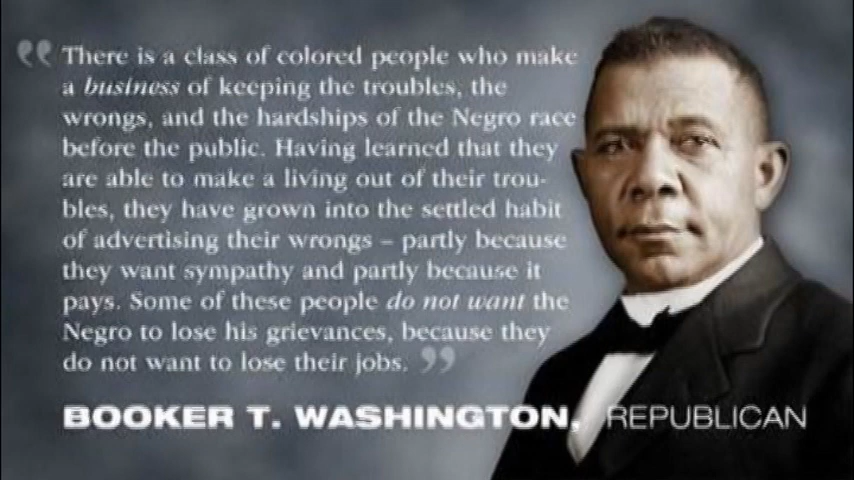 “ There is a class of colored people who make
a business of keeping the troubles, the
wrongs, and the hardships of the Negro race
before the public. Having learned that they
are able to make a living out of their trou-
bles, they have grown into the settled habit
of advertising their wrongs – partly because
they want sympathy and partly because it
pays. Some of these people do not want the
Negro to lose his grievances, because they
do not want to lose their jobs. ”
BOOKER T. WASHINGTON, REPUBLICAN